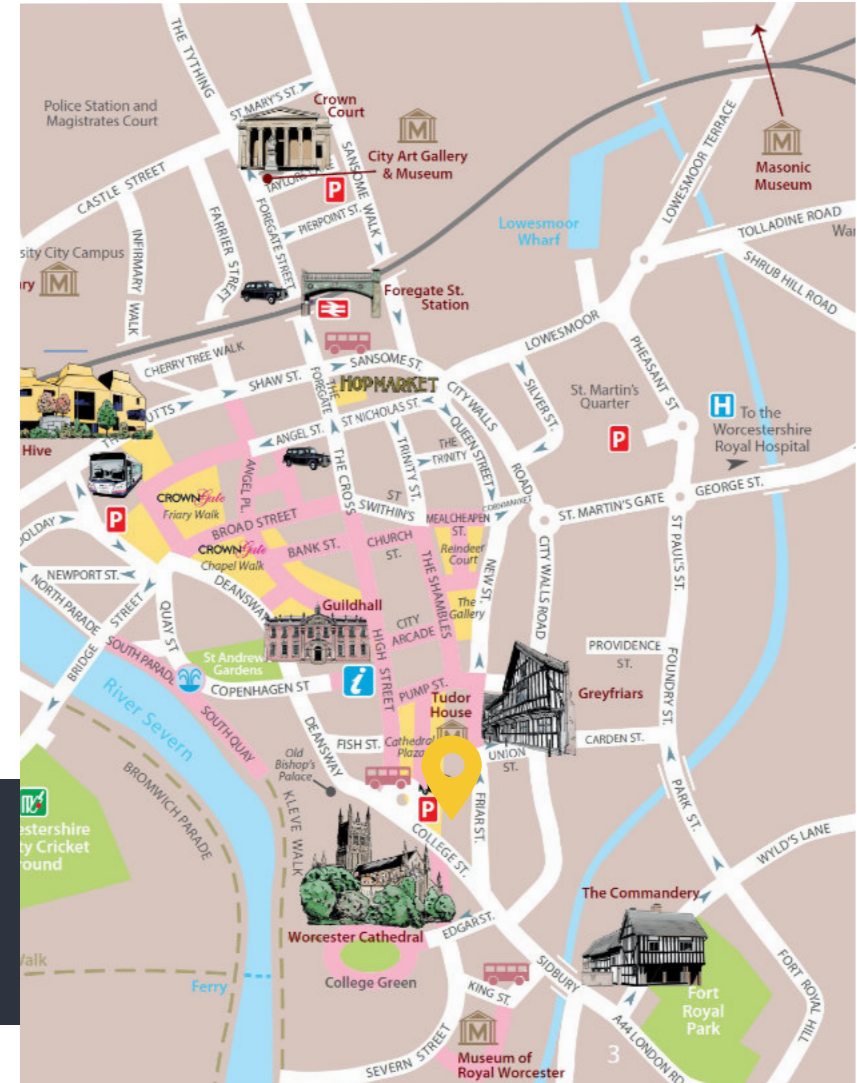 THE TYTHING
Police Station and
Magistrates Court
ST MARY'S ST.
Crown
Court
M
City Art Gallery
& Museum
M
Masonic
Museum
LOWESMOOR TERRACE
CASTLE STREET
TAYLORS LANE
P
SANSOME WALK
FOREGATE STREET
PIERPOINT ST.
FARRIER STREET
INFIRMARY
WALK
sity City Campus
ry
M
Lowesmoor
Wharf
TOLLADINE ROAD
War
SHRUB HILL ROAD
Foregate St.
Station
LOWESMOOR
PHEASANT ST.
CHERRY TREE WALK
SANSOME ST.
SHAW ST.
THE
FOREGATE
HOPMARKET
CITY WALLS
ROAD
SILVER ST.
St. Martin's
Quarter
P
H
To the
Worcestershire
Royal Hospital
THE BUTTS
Hive
ST NICHOLAS ST.
ANGEL ST.
ANGEL PL.
THE CROSS
TRINITY ST.
THE
TRINITY
QUEEN STREET
CORNMARKET
GEORGE ST.
ST. MARTIN'S GATE
CROWNGate
Friary Walk
P
ST
SWITHIN'S
MEALCHEAPEN
ST.
BROAD STREET
BANK ST.
CHURCH
ST.
Reindeer
Court
CROWNGate
Chapel Walk
OLDAY
NEWPORT ST.
NORTH PARADE
BRIDGE STREET
QUAY ST
DEANSWAY
THE SHAMBLES
NEW ST.
CITY WALLS ROAD
ST PAUL'S ST.
The
Gallery
Guildhall
CITY
ARCADE
HIGH STREET
PROVIDENCE
ST.
FOUNDRY ST.
St Andrews
Gardens
SOUTH PARADE
COPENHAGEN ST
i
PUMP ST.
Greyfriars
River Severn
SOUTH QUAY
Tudor
House
M
FISH ST.
Cathedral
Plaza
UNION
ST.
CARDEN ST.
DEANSWAY
Old
Bishop's
Palace
BROMWICH PARADE
KLEVE WALK
P
FRIAR ST.
COLLEGE ST.
PARK ST.
WYLD'S LANE
estershire
ty Cricket
round
The Commandery
Worcester Cathedral
EDGAR ST.
SIDBURY
Walk
Ferry
College Green
KING ST.
Fort
Royal
Park
FORT ROYAL HILL
A44 LONDON RD
SEVERN STREET
M
Museum of
Royal Worcester
3